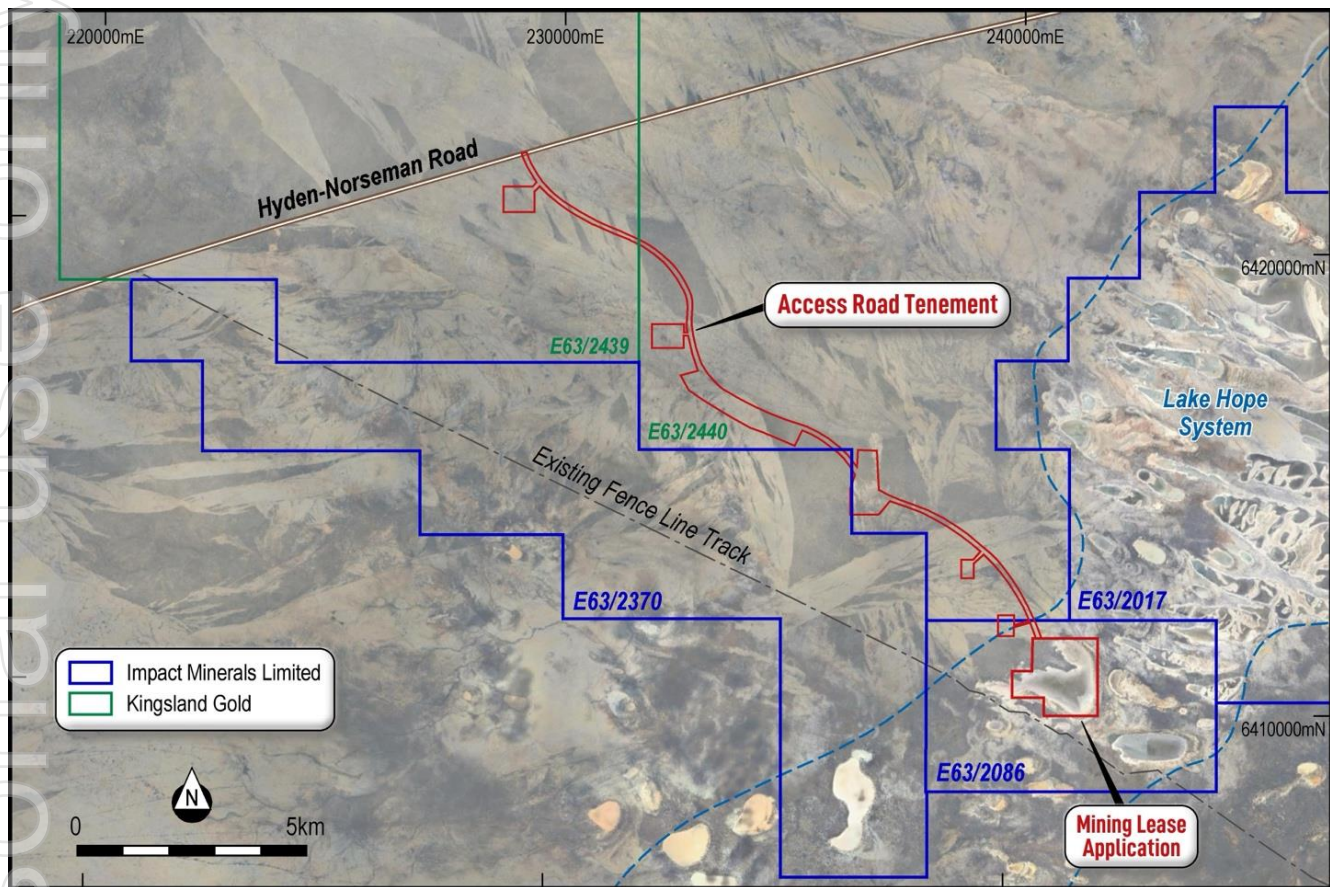 220000mE
230000mE
240000mE
Hyden-Norseman Road
6420000mN
Access Road Tenement
E63/2439
Lake Hope
System
E63/2440
Existing Fence Line Track
E63/2370
E63/2017
Impact Minerals Limited
Kingsland Gold
6410000mN
E63/2086
N
0
5km
Mining Lease
Application